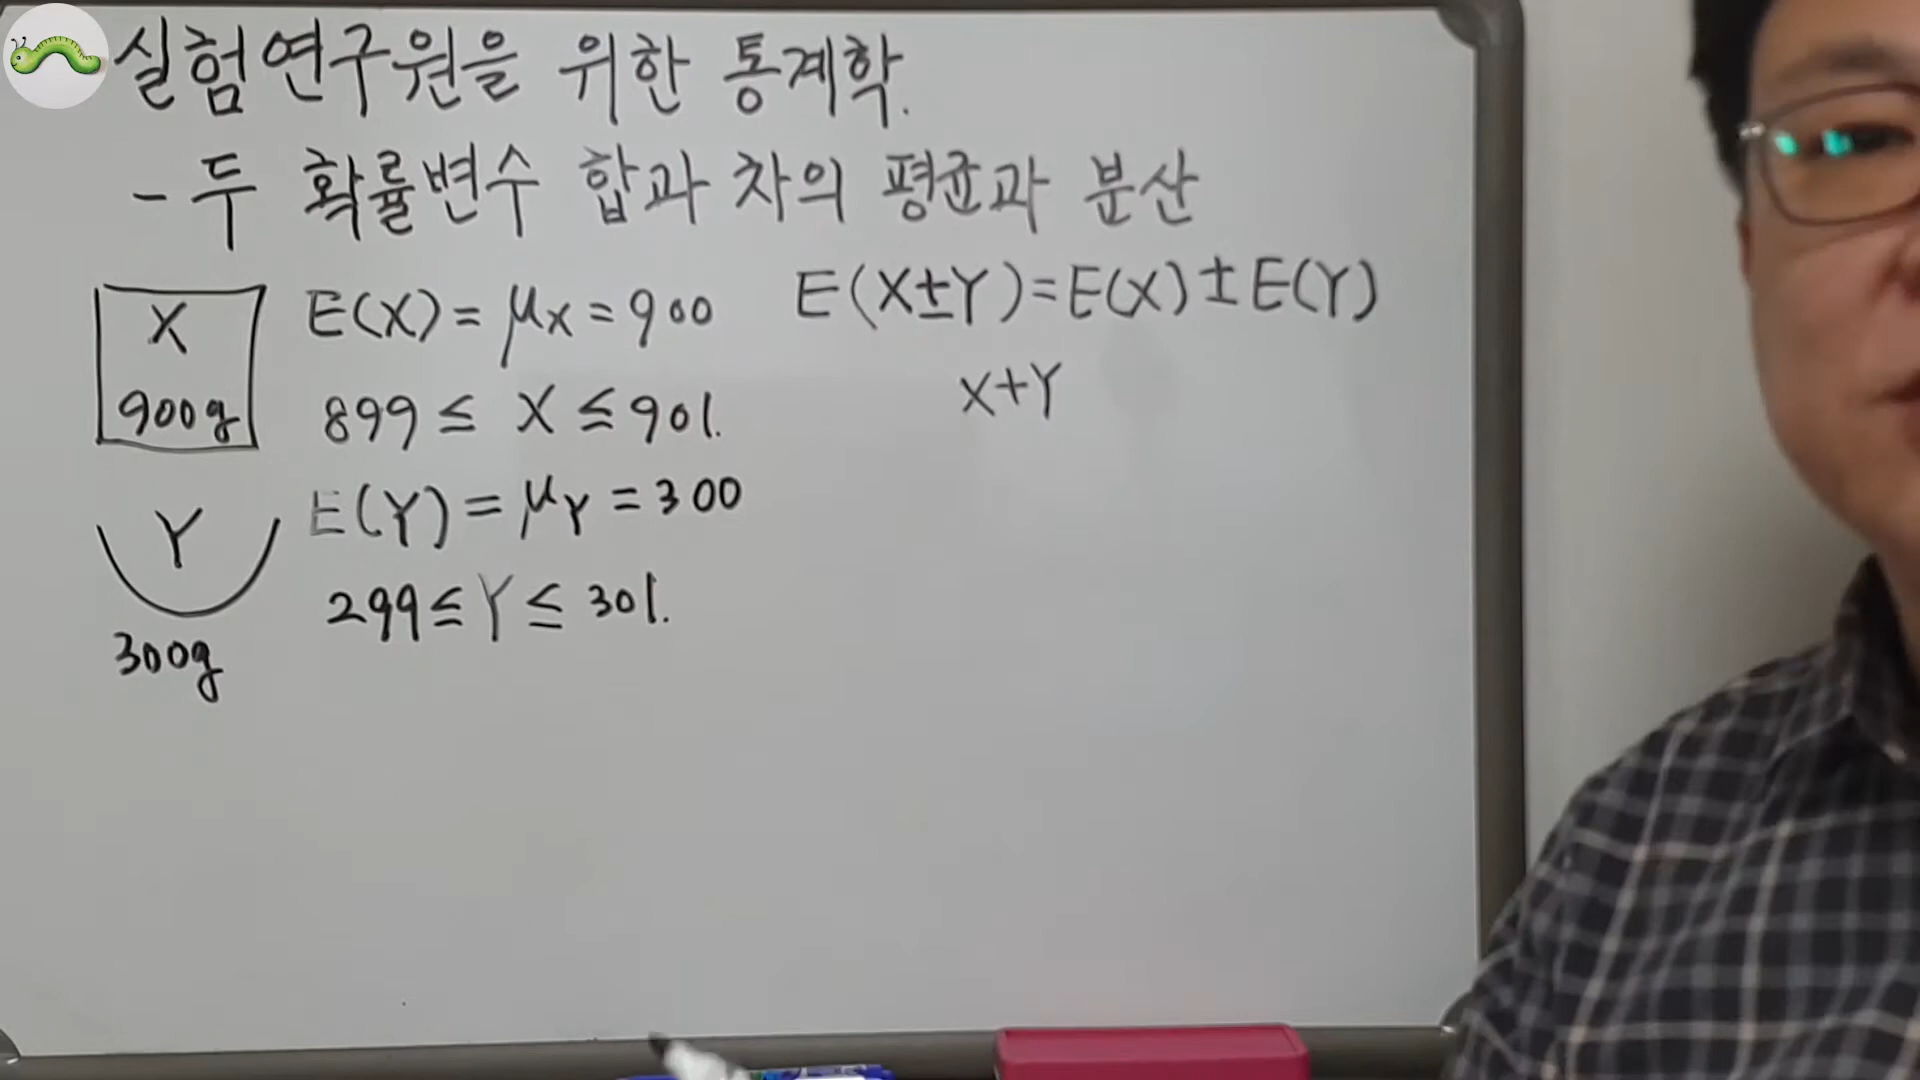 실험연구원을 위한 통계학.
- 두 확률변수 합과 차의 평균과 분산
X
900g
E(X) = μx = 900
899 ≤ X ≤ 901.
Y
300g
E(Y) = μY = 300
299 ≤ Y ≤ 301.
E(X±Y) = E(X) ± E(Y)
X+Y